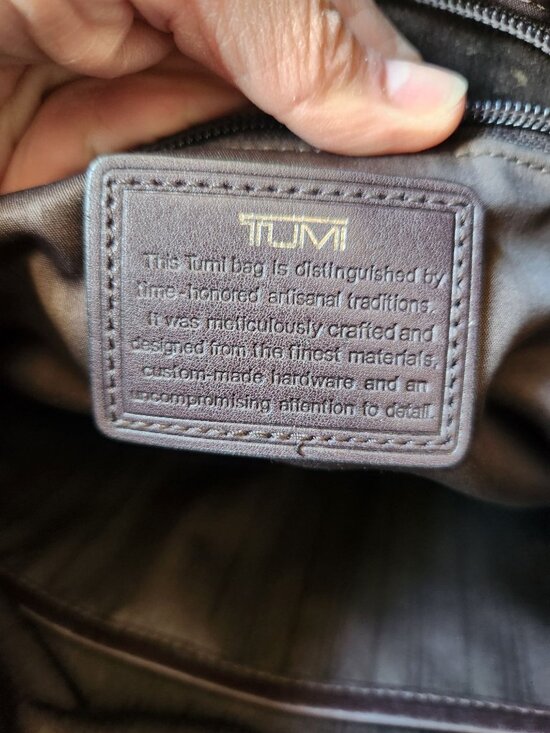 TUMI
This Tumi bag is distinguished by
time-honored artisanal traditions.
It was meticulously crafted and
designed from the finest materials,
custom-made hardware and an
uncompromising attention to detail.